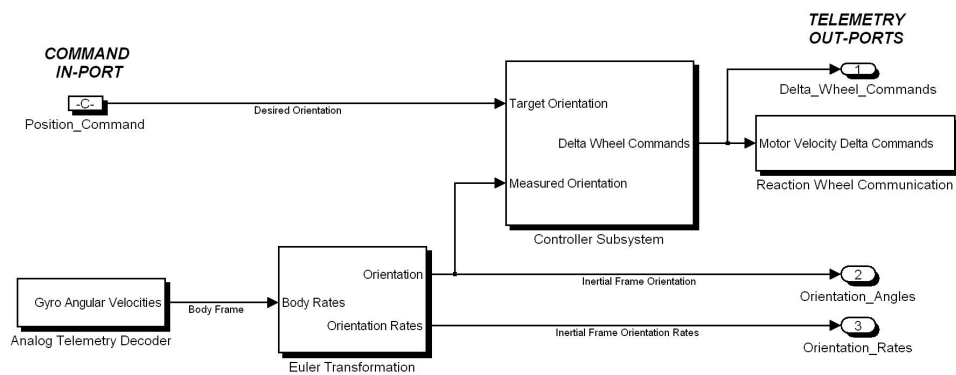 COMMAND
IN-PORT
TELEMETRY
OUT-PORTS
-C-
Position_Command
Desired Orientation
Target Orientation
Delta Wheel Commands
Measured Orientation
Controller Subsystem
1
Delta_Wheel_Commands
Motor Velocity Delta Commands
Reaction Wheel Communication
Gyro Angular Velocities
Analog Telemetry Decoder
Body Frame
Orientation
Body Rates
Orientation Rates
Euler Transformation
Inertial Frame Orientation
2
Orientation_Angles
Inertial Frame Orientation Rates
3
Orientation_Rates